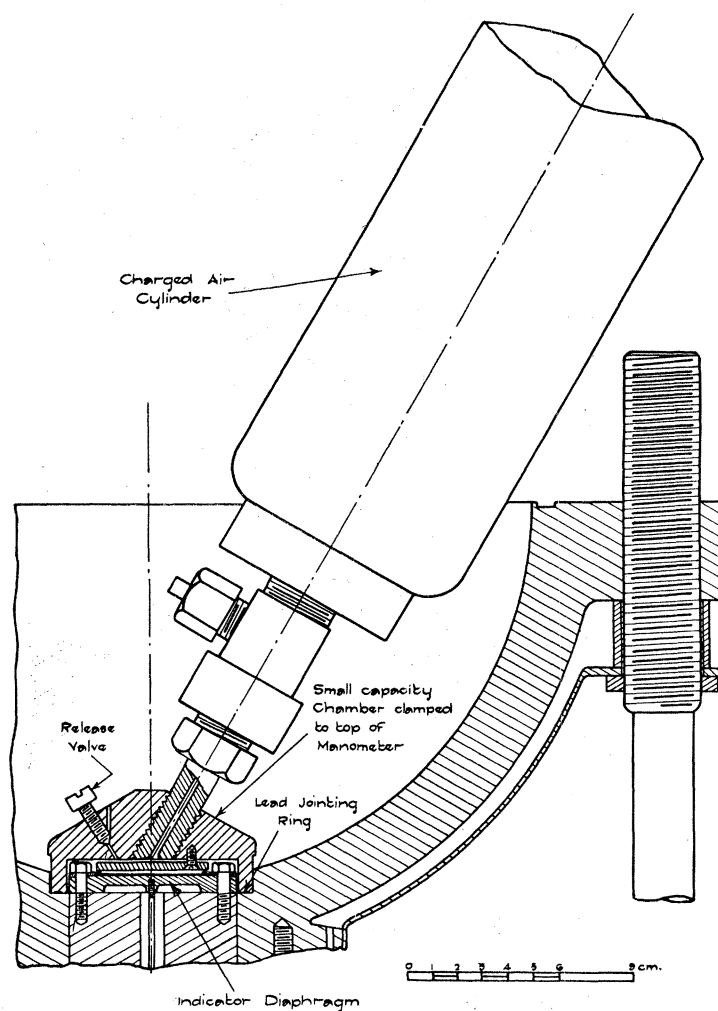 Charged Air
Cylinder
Small capacity
Chamber clamped
to top of
Manometer
Release
Valve
Lead Jointing
Ring
0 1 2 3 4 5 6 9 cm.
Indicator Diaphragm